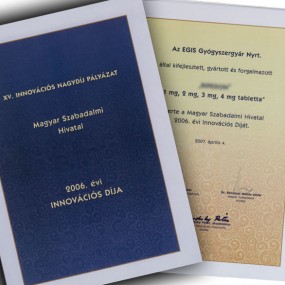 XV. INNOVÁCIÓS NAGYDÍJ PÁLYÁZAT
Magyar Szabadalmi
Hivatal
2006. évi
INNOVÁCIÓS DÍJA
Az EGIS Gyógyszergyár Nyrt.
által kifejlesztett, gyártott és forgalmazott
mg, 2 mg, 3 mg, 4 mg tabletta"
a Magyar Szabadalmi Hivatal
2006. évi Innovációs Díját.
2007. április 4.